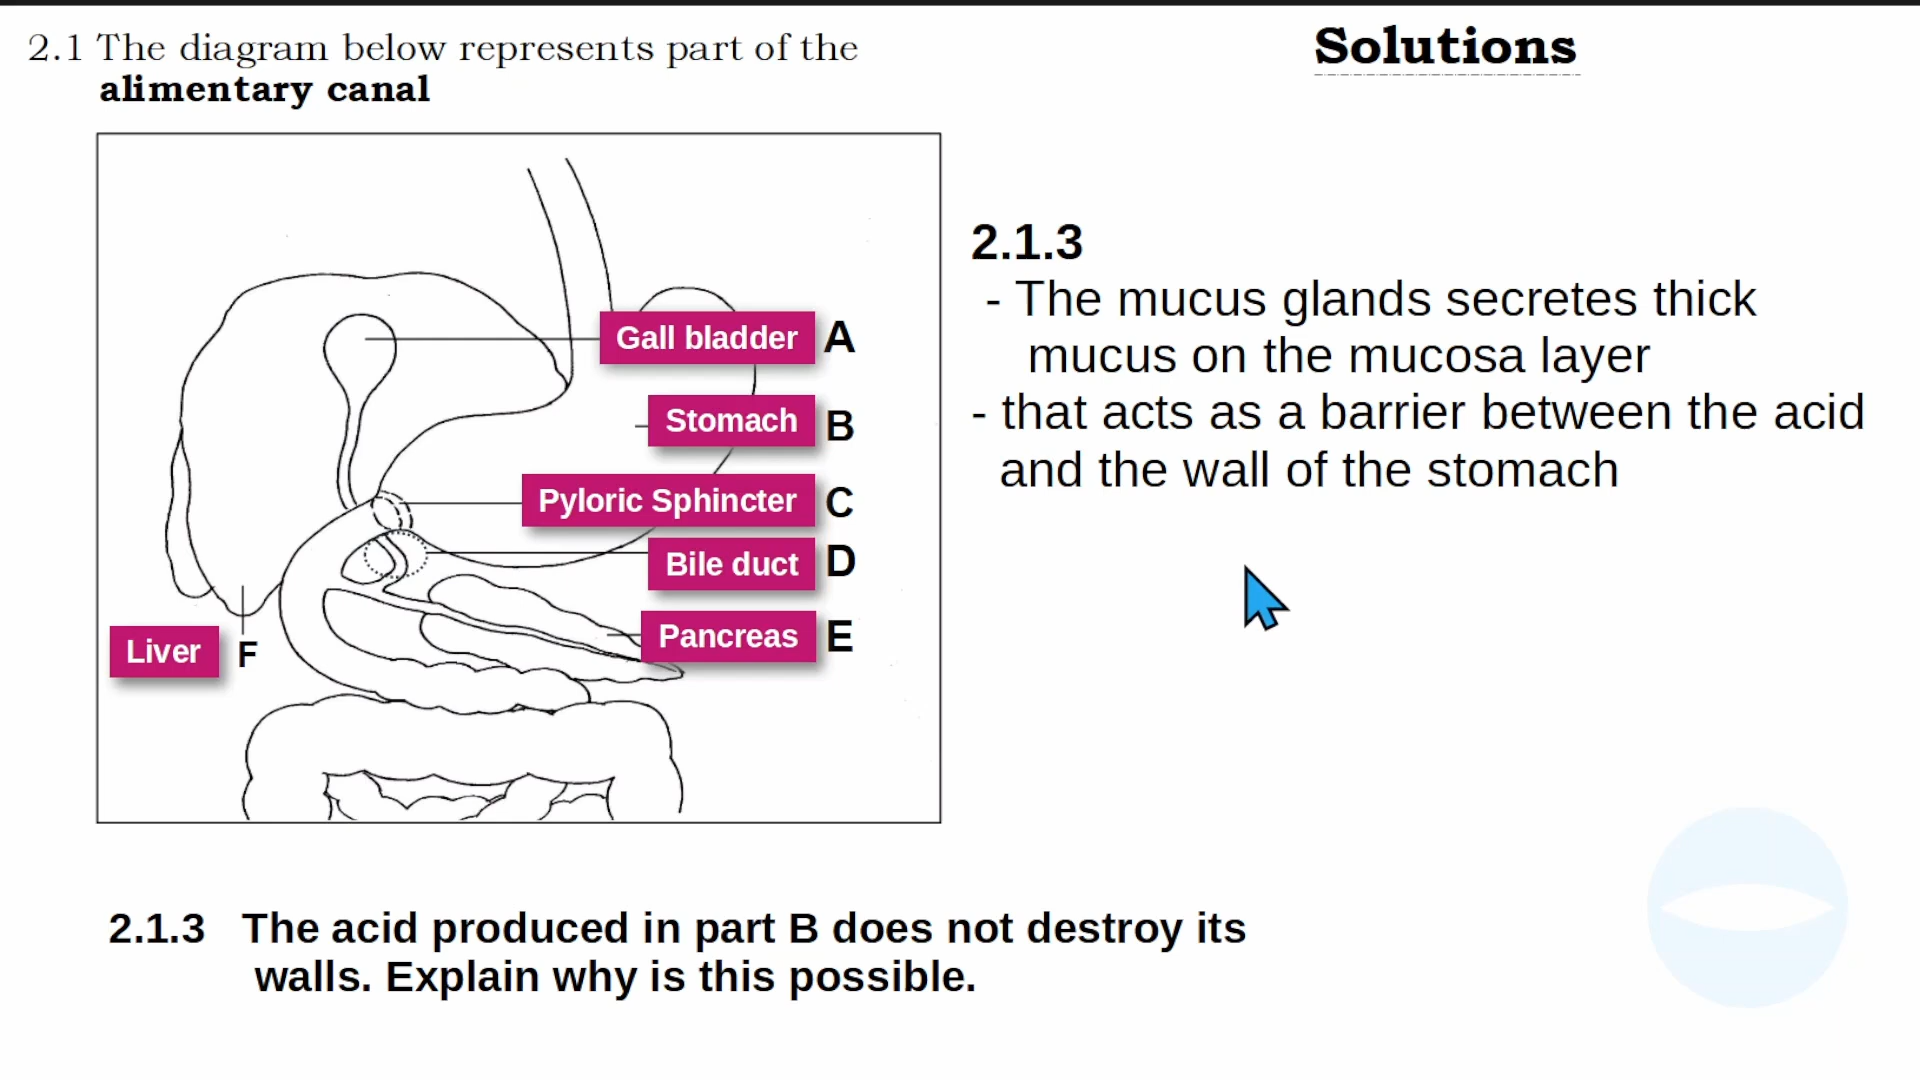 2.1 The diagram below represents part of the
alimentary canal
Solutions
Gall bladder A
Stomach B
Pyloric Sphincter C
Bile duct D
Pancreas E
Liver F
2.1.3
- The mucus glands secretes thick
mucus on the mucosa layer
- that acts as a barrier between the acid
and the wall of the stomach
2.1.3 The acid produced in part B does not destroy its
walls. Explain why is this possible.